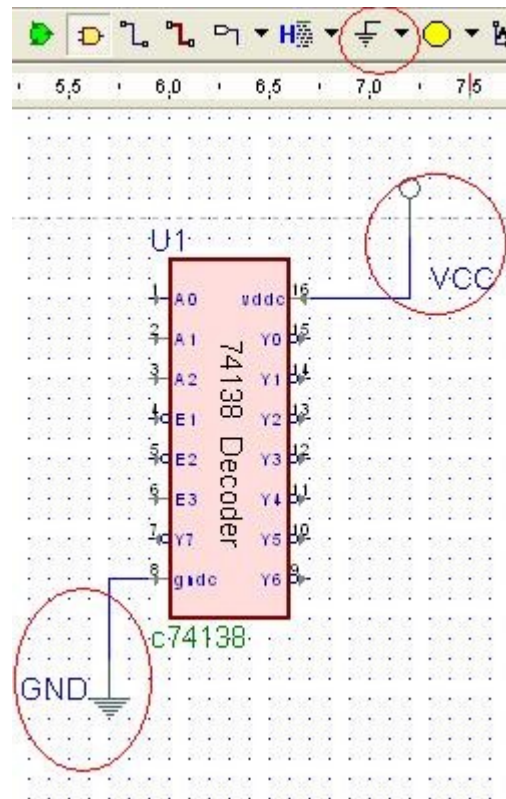 5,5 6,0 6,5 7,0 7,5
U1
VCC
1 A0 vddc 16
2 A1 Y0 15
3 A2 Y1 14
4 E1 Y2 13
5 E2 Y3 12
6 E3 Y4 11
7 Y7 Y5 10
8 gndc Y6 9
74138 Decoder
c74138
GND